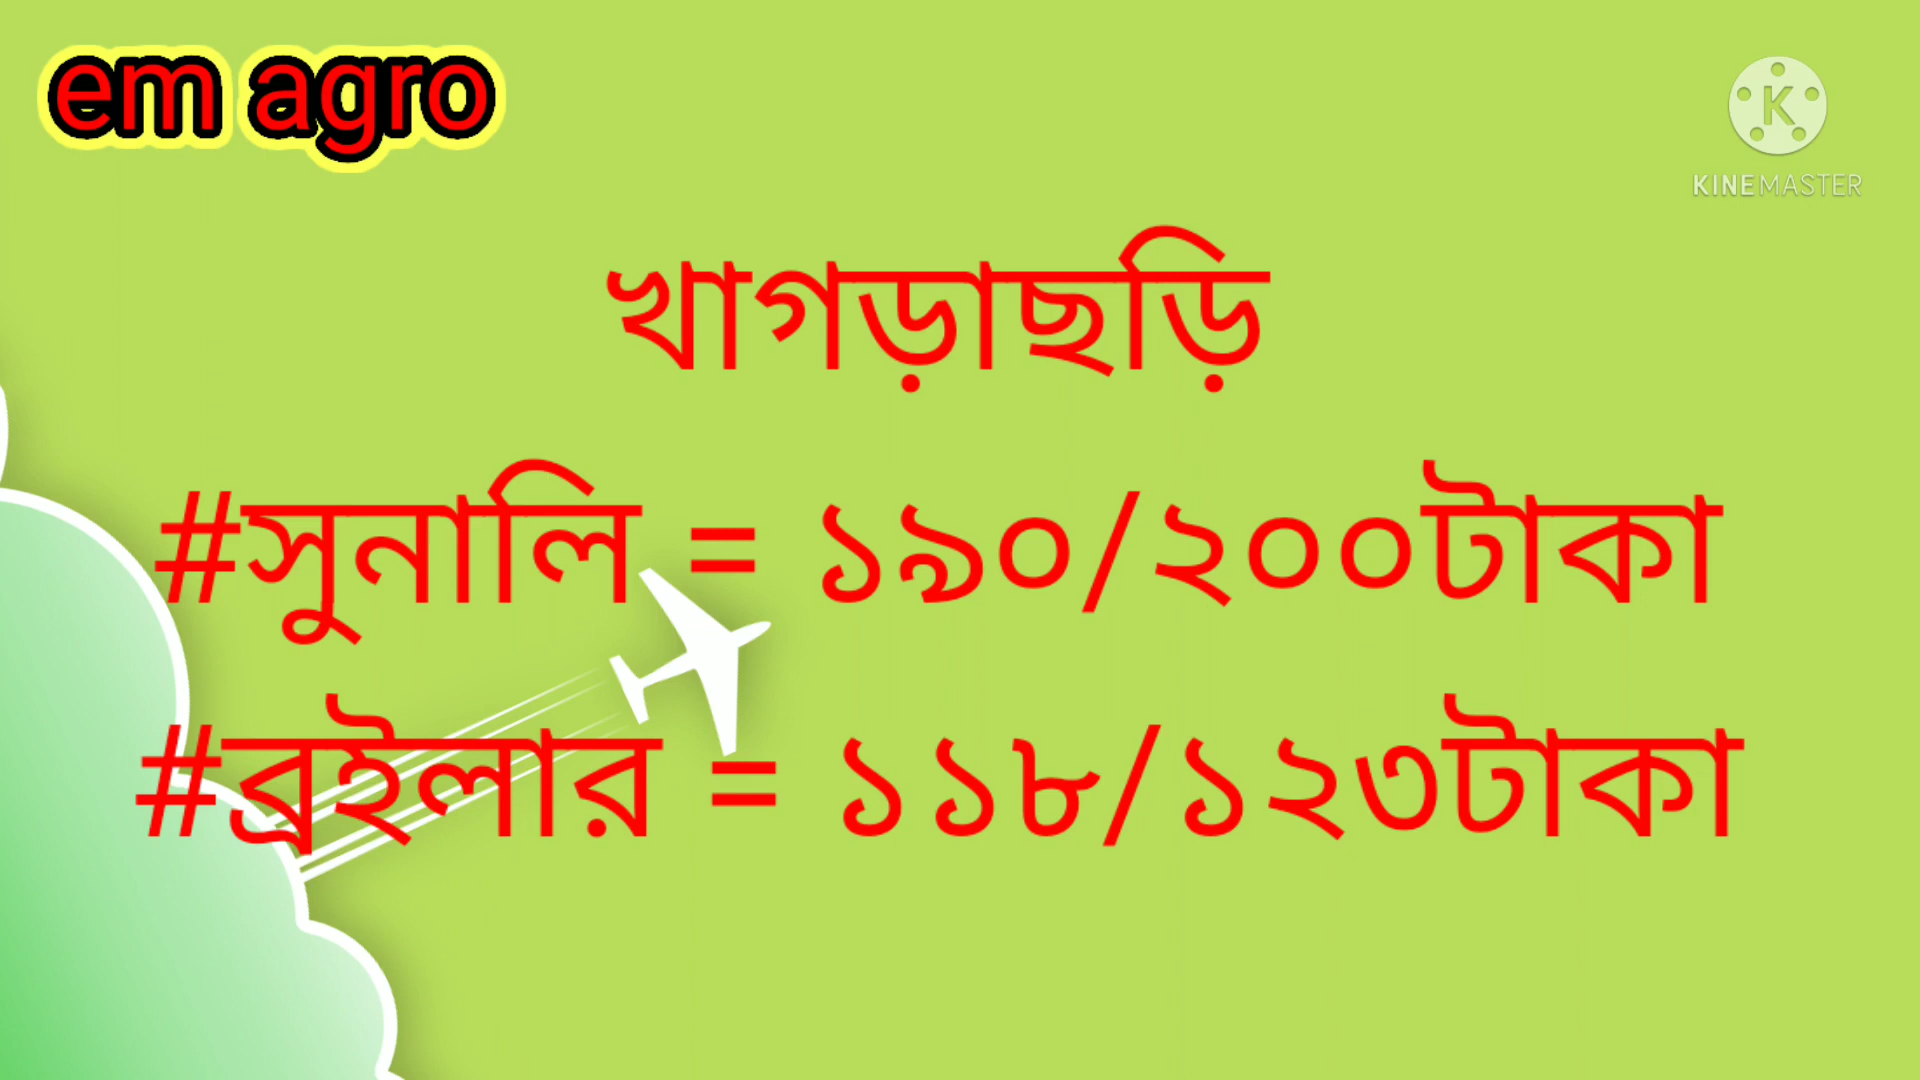 em agro
KINEMASTER
খাগড়াছড়ি
#সুনালি = ১৯০/২০০টাকা
#ব্রইলার = ১১৮/১২৩টাকা